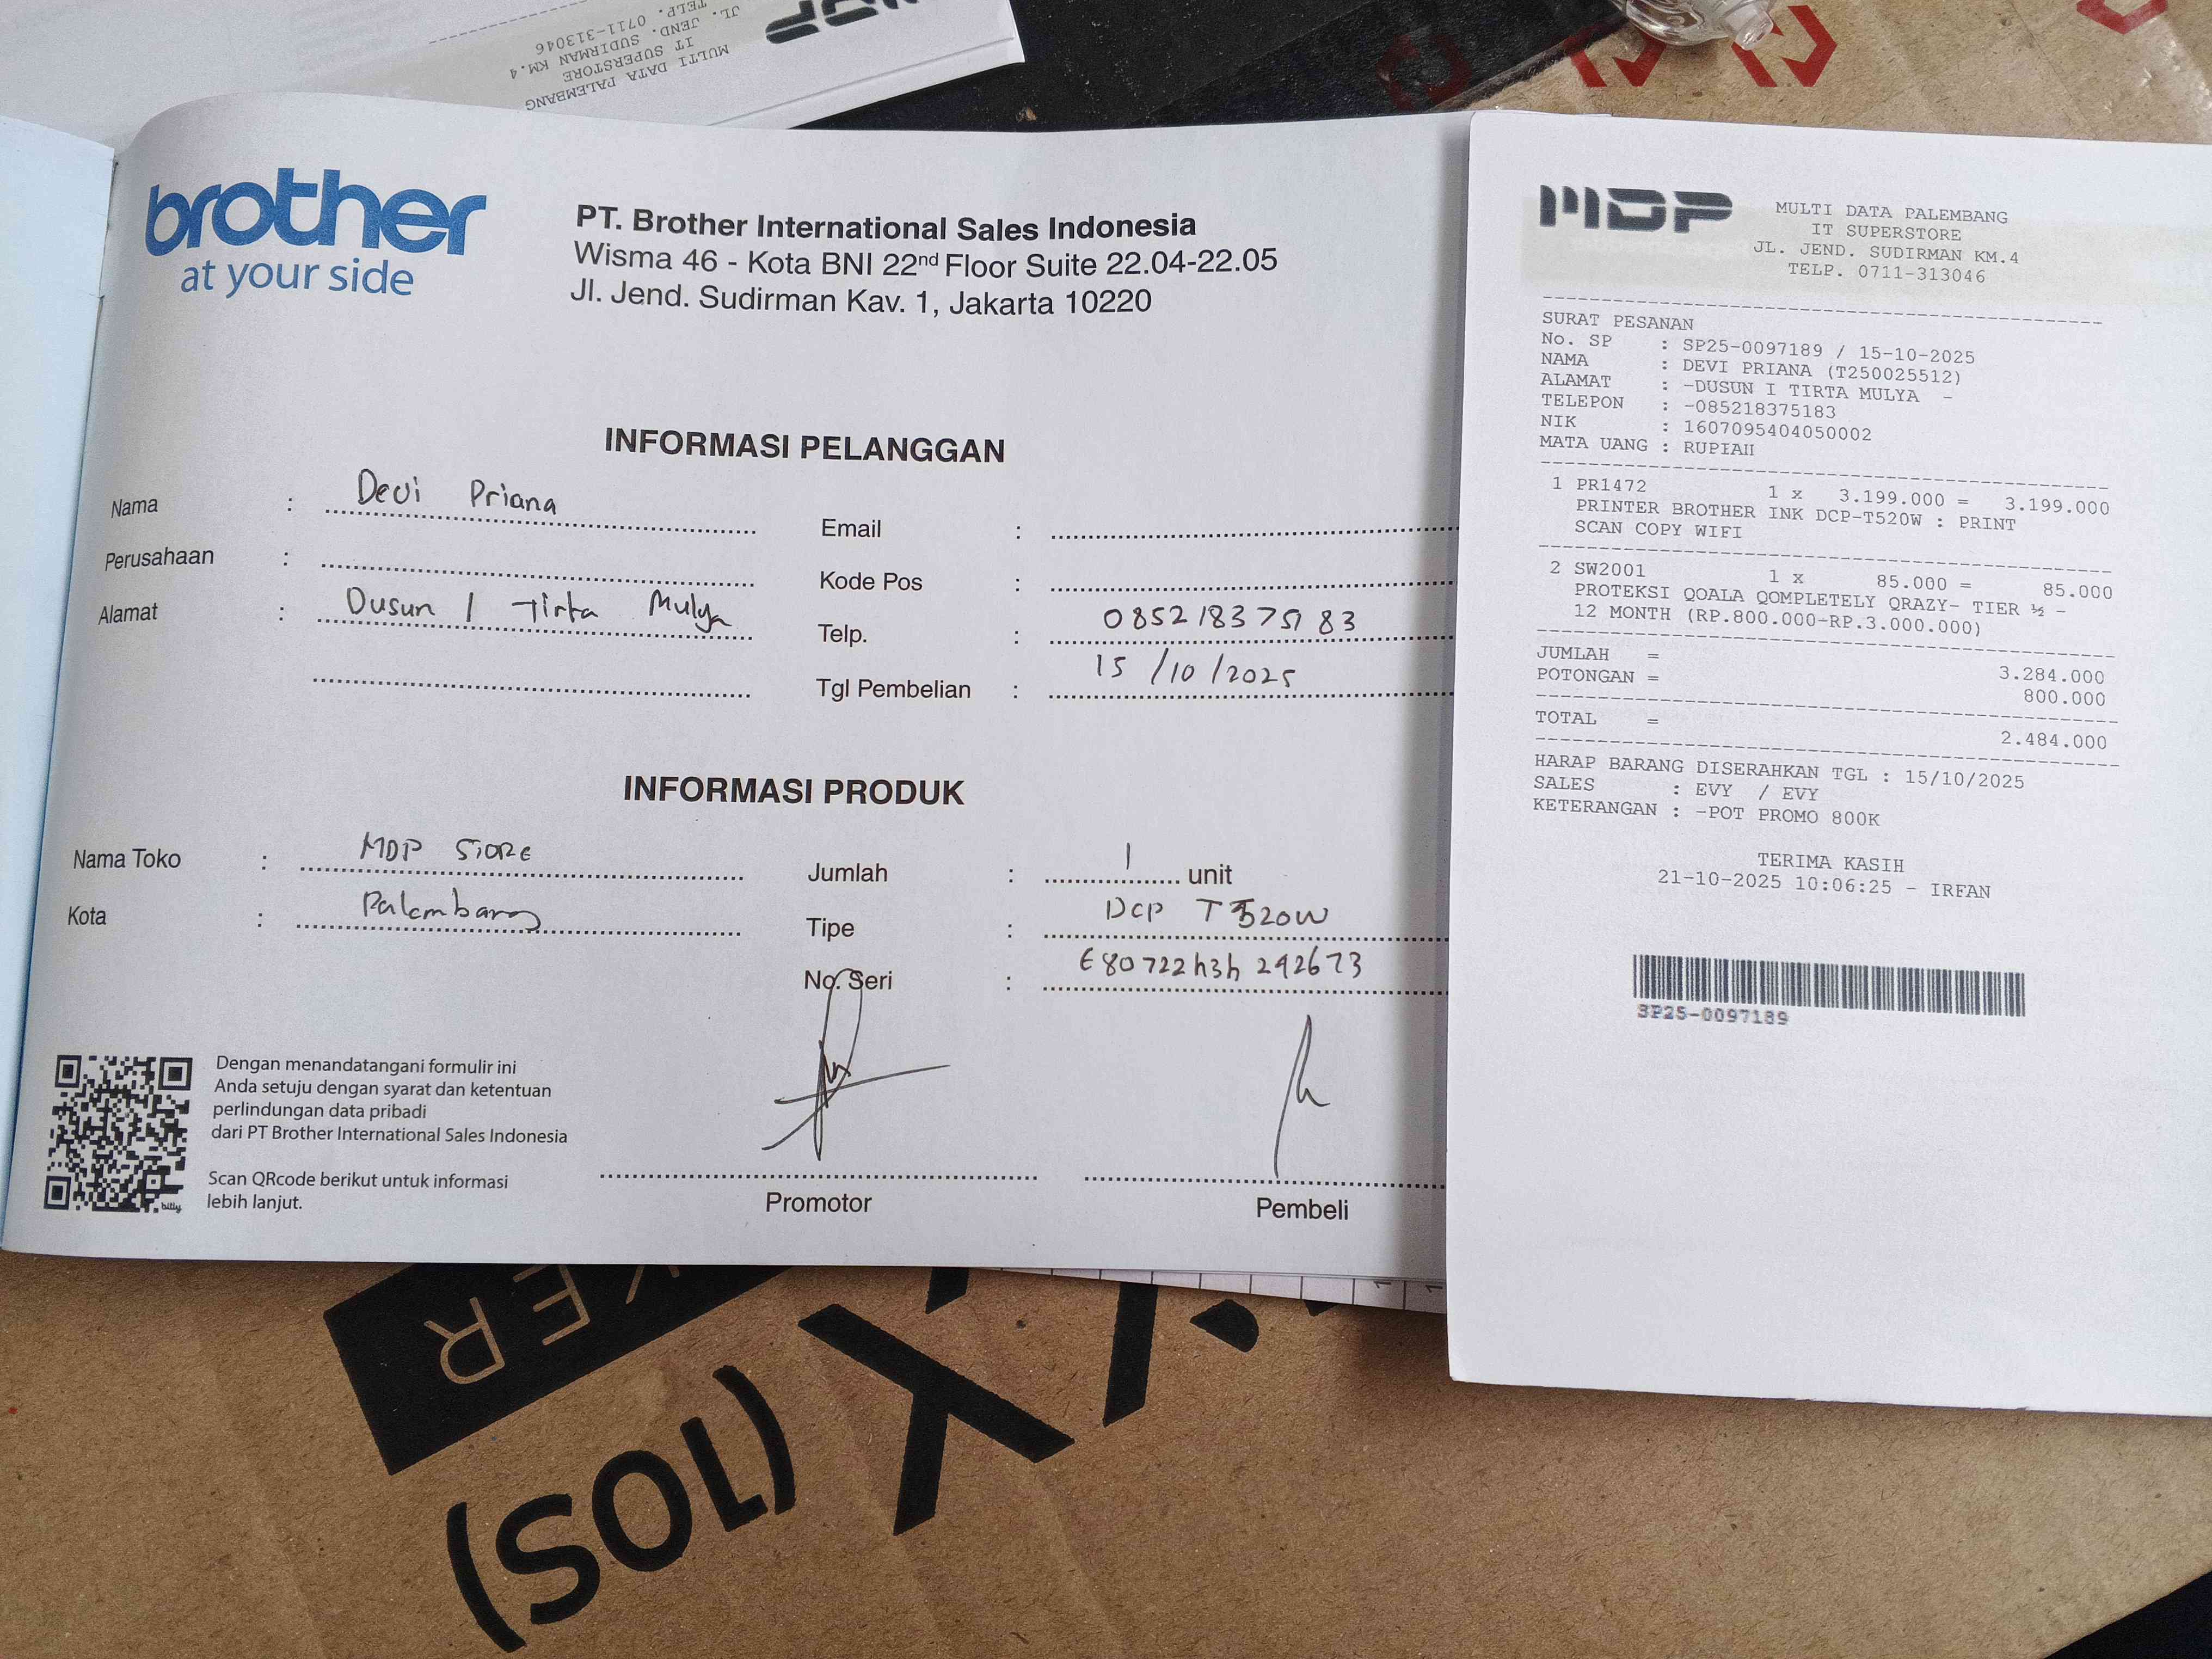 MULTI DATA PALEMBANG
IT SUPERSTORE
JL. JEND. SUDIRMAN KM.4
TELP. 0711-313046
brother
at your side
PT. Brother International Sales Indonesia
Wisma 46 - Kota BNI 22nd Floor Suite 22.04-22.05
Jl. Jend. Sudirman Kav. 1, Jakarta 10220
INFORMASI PELANGGAN
Nama : Devi Priana
Perusahaan :
Alamat : Dusun I Tirta Mulya
Email :
Kode Pos :
Telp. : 085218375183
Tgl Pembelian : 15/10/2025
INFORMASI PRODUK
Nama Toko : MDP STORE
Kota : Palembang
Jumlah : 1 unit
Tipe : DCP T520W
No. Seri : E80722h3h292673
Dengan menandatangani formulir ini
Anda setuju dengan syarat dan ketentuan
perlindungan data pribadi
dari PT Brother International Sales Indonesia
Scan QRcode berikut untuk informasi
lebih lanjut.
bitly
Promotor
Pembeli
MDP
MULTI DATA PALEMBANG
IT SUPERSTORE
JL. JEND. SUDIRMAN KM.4
TELP. 0711-313046
SURAT PESANAN
No. SP : SP25-0097189 / 15-10-2025
NAMA : DEVI PRIANA (T250025512)
ALAMAT : -DUSUN I TIRTA MULYA -
TELEPON : -085218375183
NIK : 1607095404050002
MATA UANG : RUPIAH
1 PR1472 1 x 3.199.000 = 3.199.000
PRINTER BROTHER INK DCP-T520W : PRINT
SCAN COPY WIFI
2 SW2001 1 x 85.000 = 85.000
PROTEKSI QOALA QOMPLETELY QRAZY- TIER ½ -
12 MONTH (RP.800.000-RP.3.000.000)
JUMLAH = 3.284.000
POTONGAN = 800.000
TOTAL = 2.484.000
HARAP BARANG DISERAHKAN TGL : 15/10/2025
SALES : EVY / EVY
KETERANGAN : -POT PROMO 800K
TERIMA KASIH
21-10-2025 10:06:25 - IRFAN
SP25-0097189
(10S)